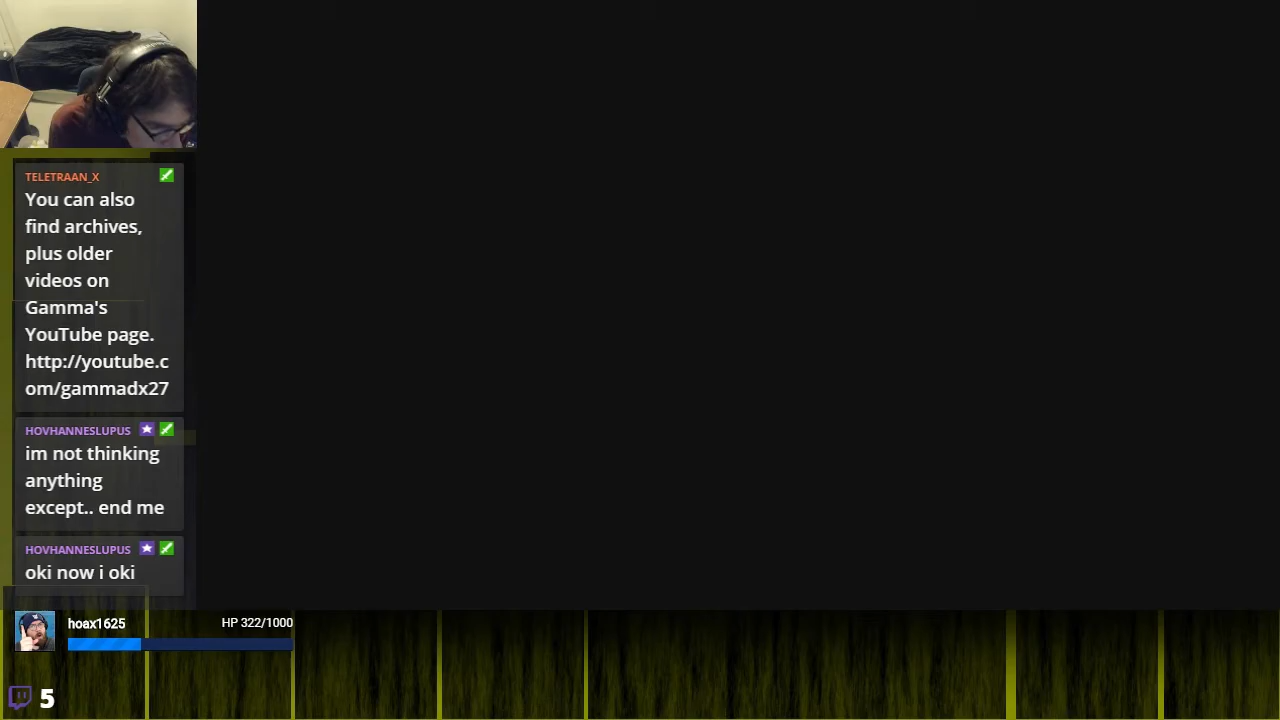 TELETRAAN_X
You can also
find archives,
plus older
videos on
Gamma's
YouTube page.
http://youtube.c
om/gammadx27
HOVHANNESLUPUS
im not thinking
anything
except.. end me
HOVHANNESLUPUS
oki now i oki
hoax1625 HP 322/1000
5